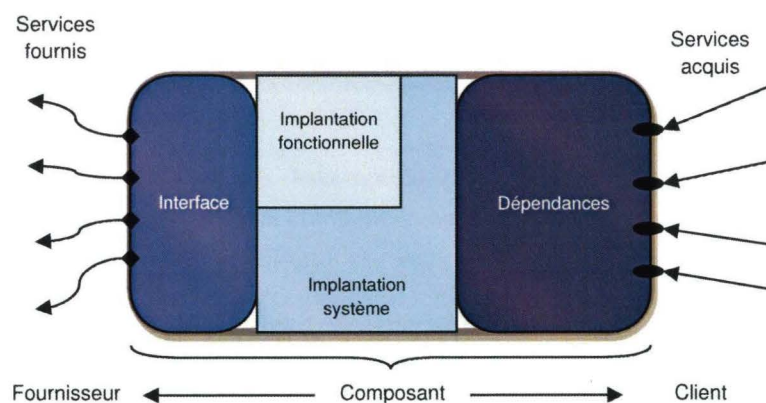 Services
fournis
Services
acquis
Implantation
fonctionnelle
Interface
Dépendances
Implantation
système
Fournisseur
Composant
Client